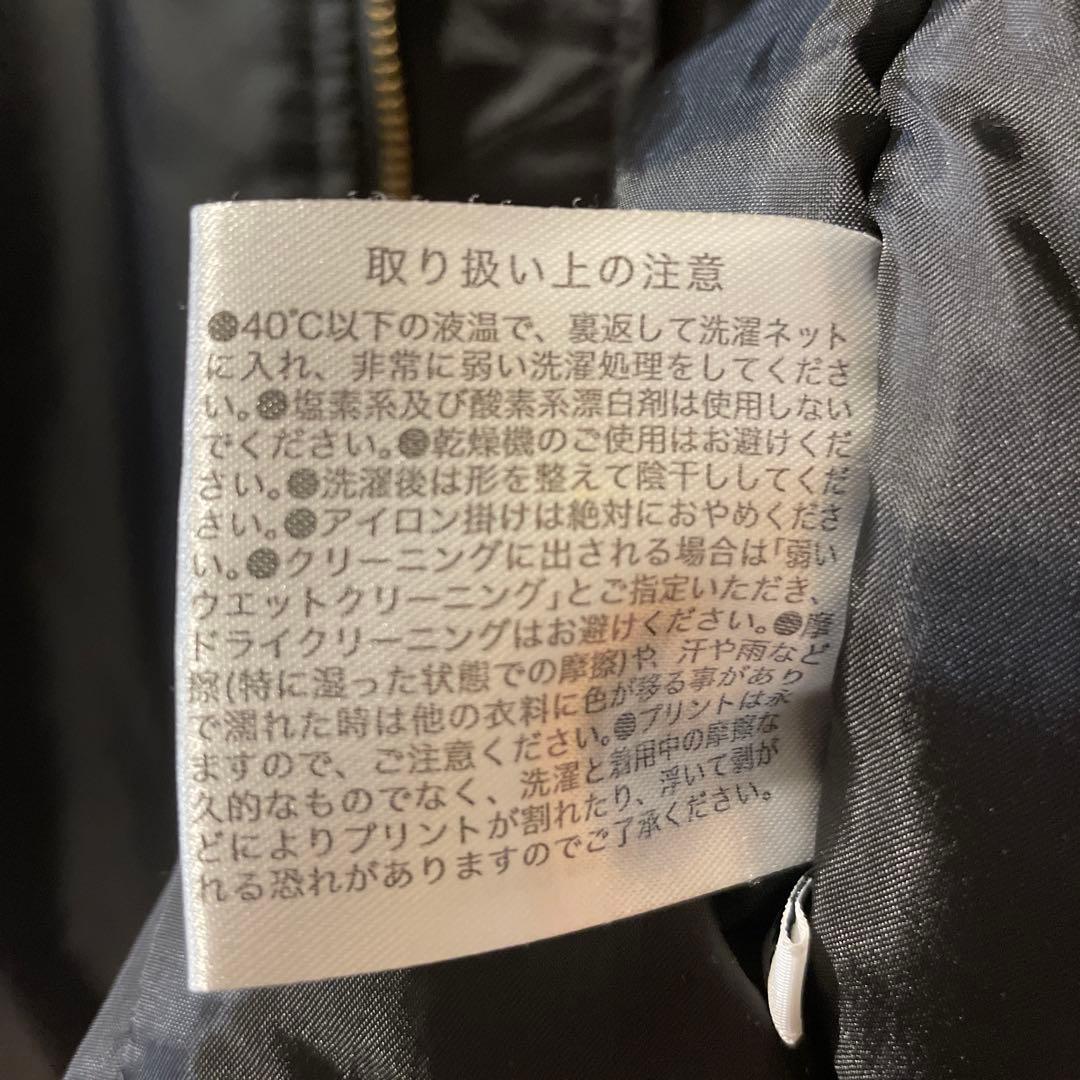 取り扱い上の注意
●40℃以下の液温で、裏返して洗濯ネット
に入れ、非常に弱い洗濯処理をしてくださ
い。●塩素系及び酸素系漂白剤は使用しない
でください。●乾燥機のご使用はお避けくだ
さい。●洗濯後は形を整えて陰干ししてくだ
さい。●アイロン掛けは絶対におやめくださ
い。●クリーニングに出される場合は「弱い
ウエットクリーニング」とご指定いただき、
ドライクリーニングはお避けください。●摩
擦(特に湿った状態での摩擦)や、汗や雨など
で濡れた時は他の衣料に色が移る事があり
ますので、ご注意ください。●プリントは永
久的なものでなく、洗濯と着用中の摩擦な
どによりプリントが割れたり、浮いて剥が
れる恐れがありますのでご了承ください。